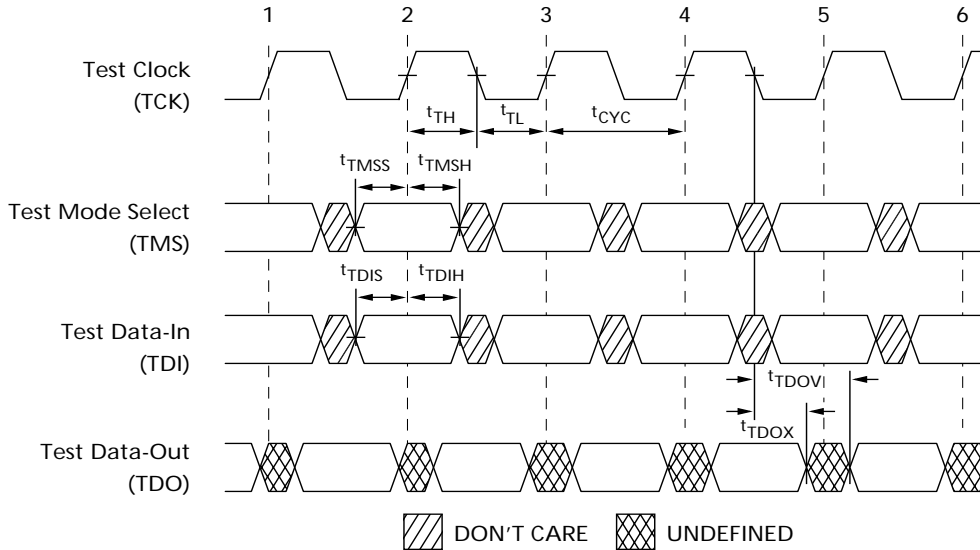 1 2 3 4 5 6
Test Clock
(TCK)
tTH tTL tCYC
tTMSS tTMSH
Test Mode Select
(TMS)
tTDIS tTDIH
Test Data-In
(TDI)
tTDOV
tTDOX
Test Data-Out
(TDO)
DON'T CARE UNDEFINED